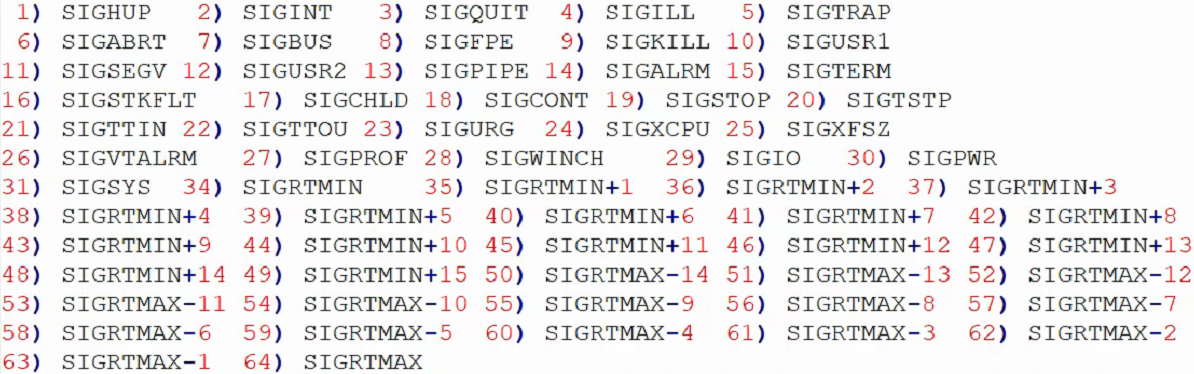 1) SIGHUP 2) SIGINT 3) SIGQUIT 4) SIGILL 5) SIGTRAP
6) SIGABRT 7) SIGBUS 8) SIGFPE 9) SIGKILL 10) SIGUSR1
11) SIGSEGV 12) SIGUSR2 13) SIGPIPE 14) SIGALRM 15) SIGTERM
16) SIGSTKFLT 17) SIGCHLD 18) SIGCONT 19) SIGSTOP 20) SIGTSTP
21) SIGTTIN 22) SIGTTOU 23) SIGURG 24) SIGXCPU 25) SIGXFSZ
26) SIGVTALRM 27) SIGPROF 28) SIGWINCH 29) SIGIO 30) SIGPWR
31) SIGSYS 34) SIGRTMIN 35) SIGRTMIN+1 36) SIGRTMIN+2 37) SIGRTMIN+3
38) SIGRTMIN+4 39) SIGRTMIN+5 40) SIGRTMIN+6 41) SIGRTMIN+7 42) SIGRTMIN+8
43) SIGRTMIN+9 44) SIGRTMIN+10 45) SIGRTMIN+11 46) SIGRTMIN+12 47) SIGRTMIN+13
48) SIGRTMIN+14 49) SIGRTMIN+15 50) SIGRTMAX-14 51) SIGRTMAX-13 52) SIGRTMAX-12
53) SIGRTMAX-11 54) SIGRTMAX-10 55) SIGRTMAX-9 56) SIGRTMAX-8 57) SIGRTMAX-7
58) SIGRTMAX-6 59) SIGRTMAX-5 60) SIGRTMAX-4 61) SIGRTMAX-3 62) SIGRTMAX-2
63) SIGRTMAX-1 64) SIGRTMAX